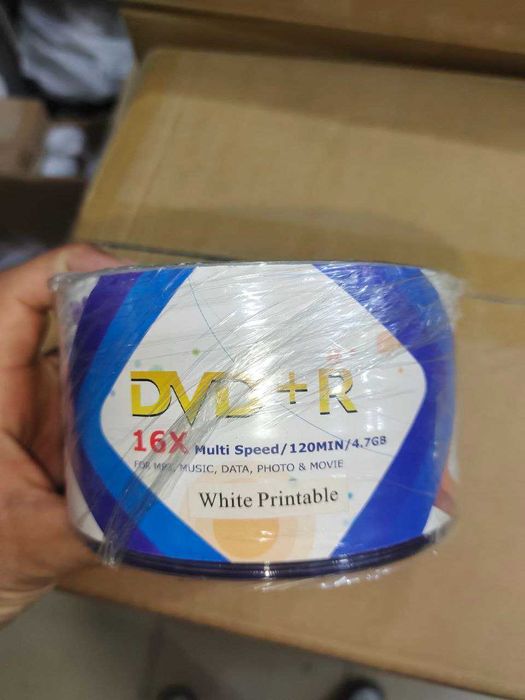 DVD+R
16X Multi Speed/120MIN/4.7GB
FOR MP3, MUSIC, DATA, PHOTO & MOVIE
White Printable